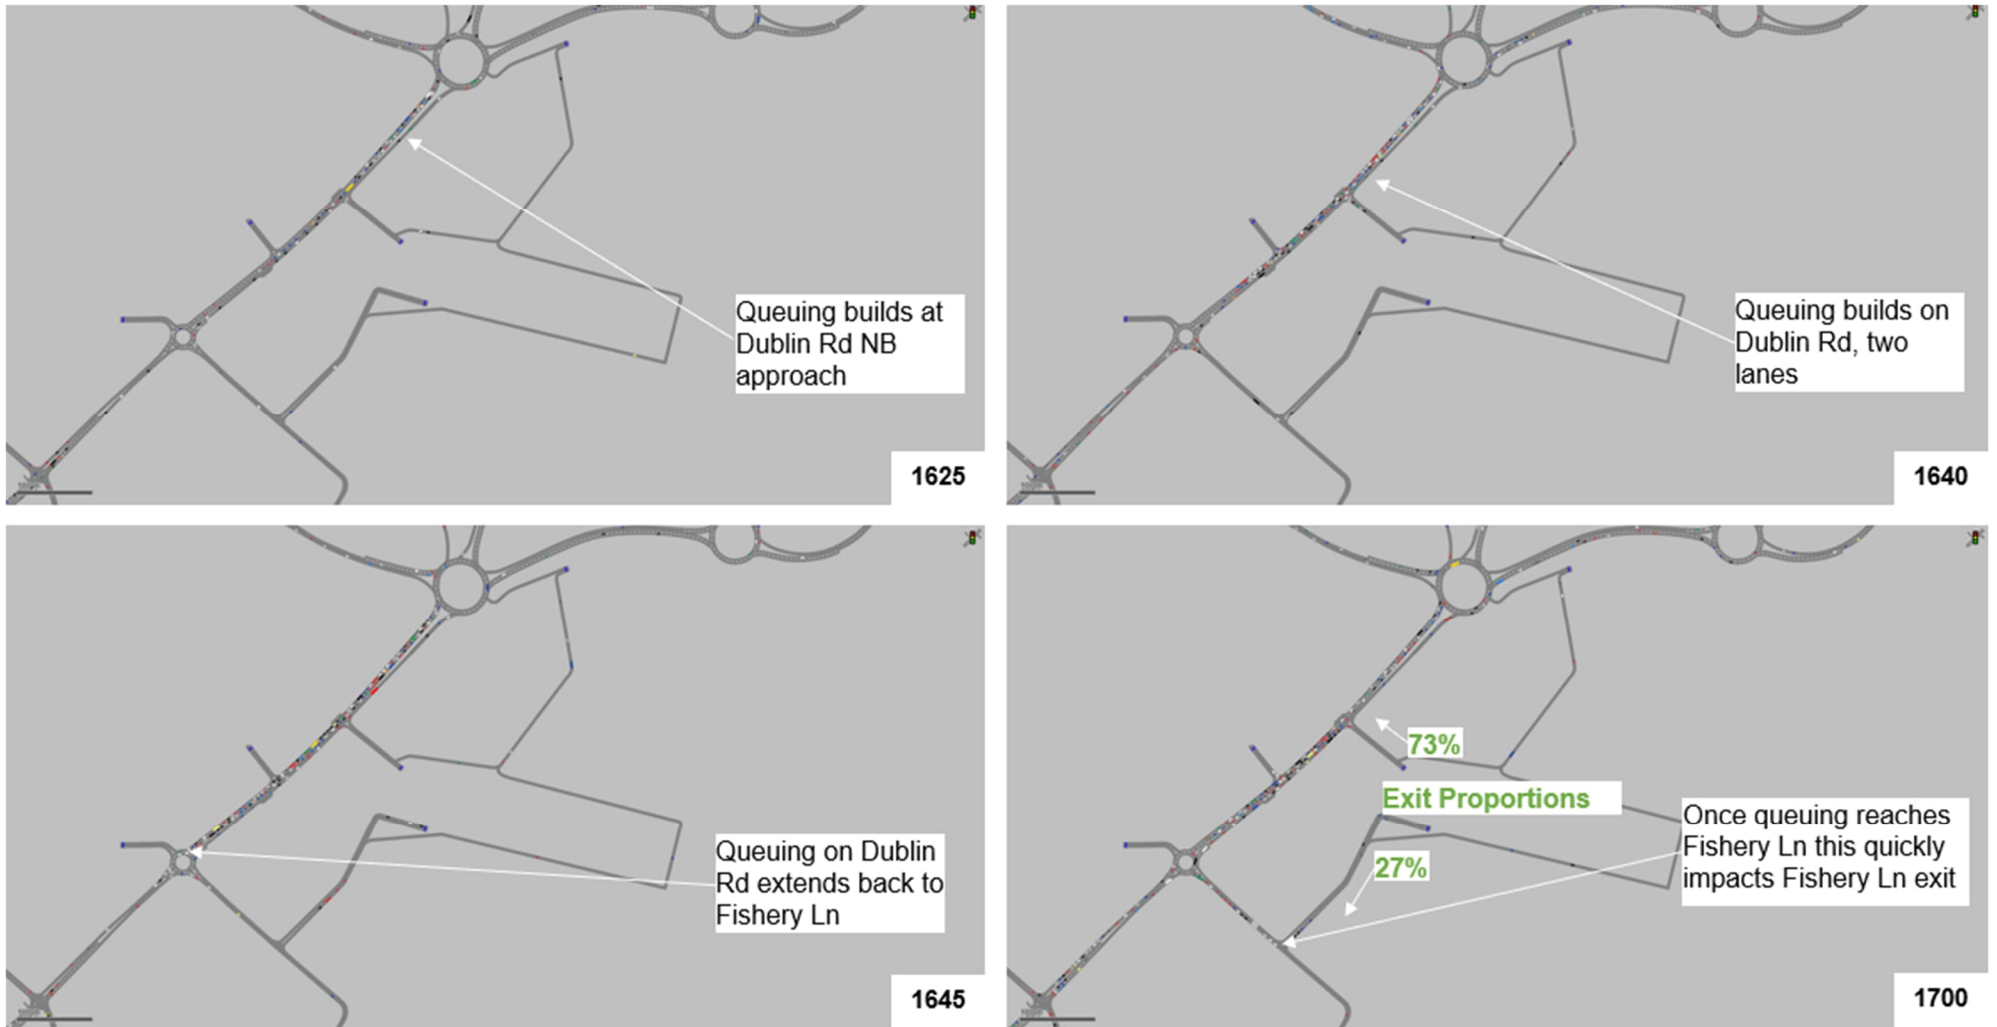 Queuing builds at
Dublin Rd NB
approach
1625
Queuing builds on
Dublin Rd, two
lanes
1640
Queuing on Dublin
Rd extends back to
Fishery Ln
1645
73%
Exit Proportions
27%
Once queuing reaches
Fishery Ln this quickly
impacts Fishery Ln exit
1700